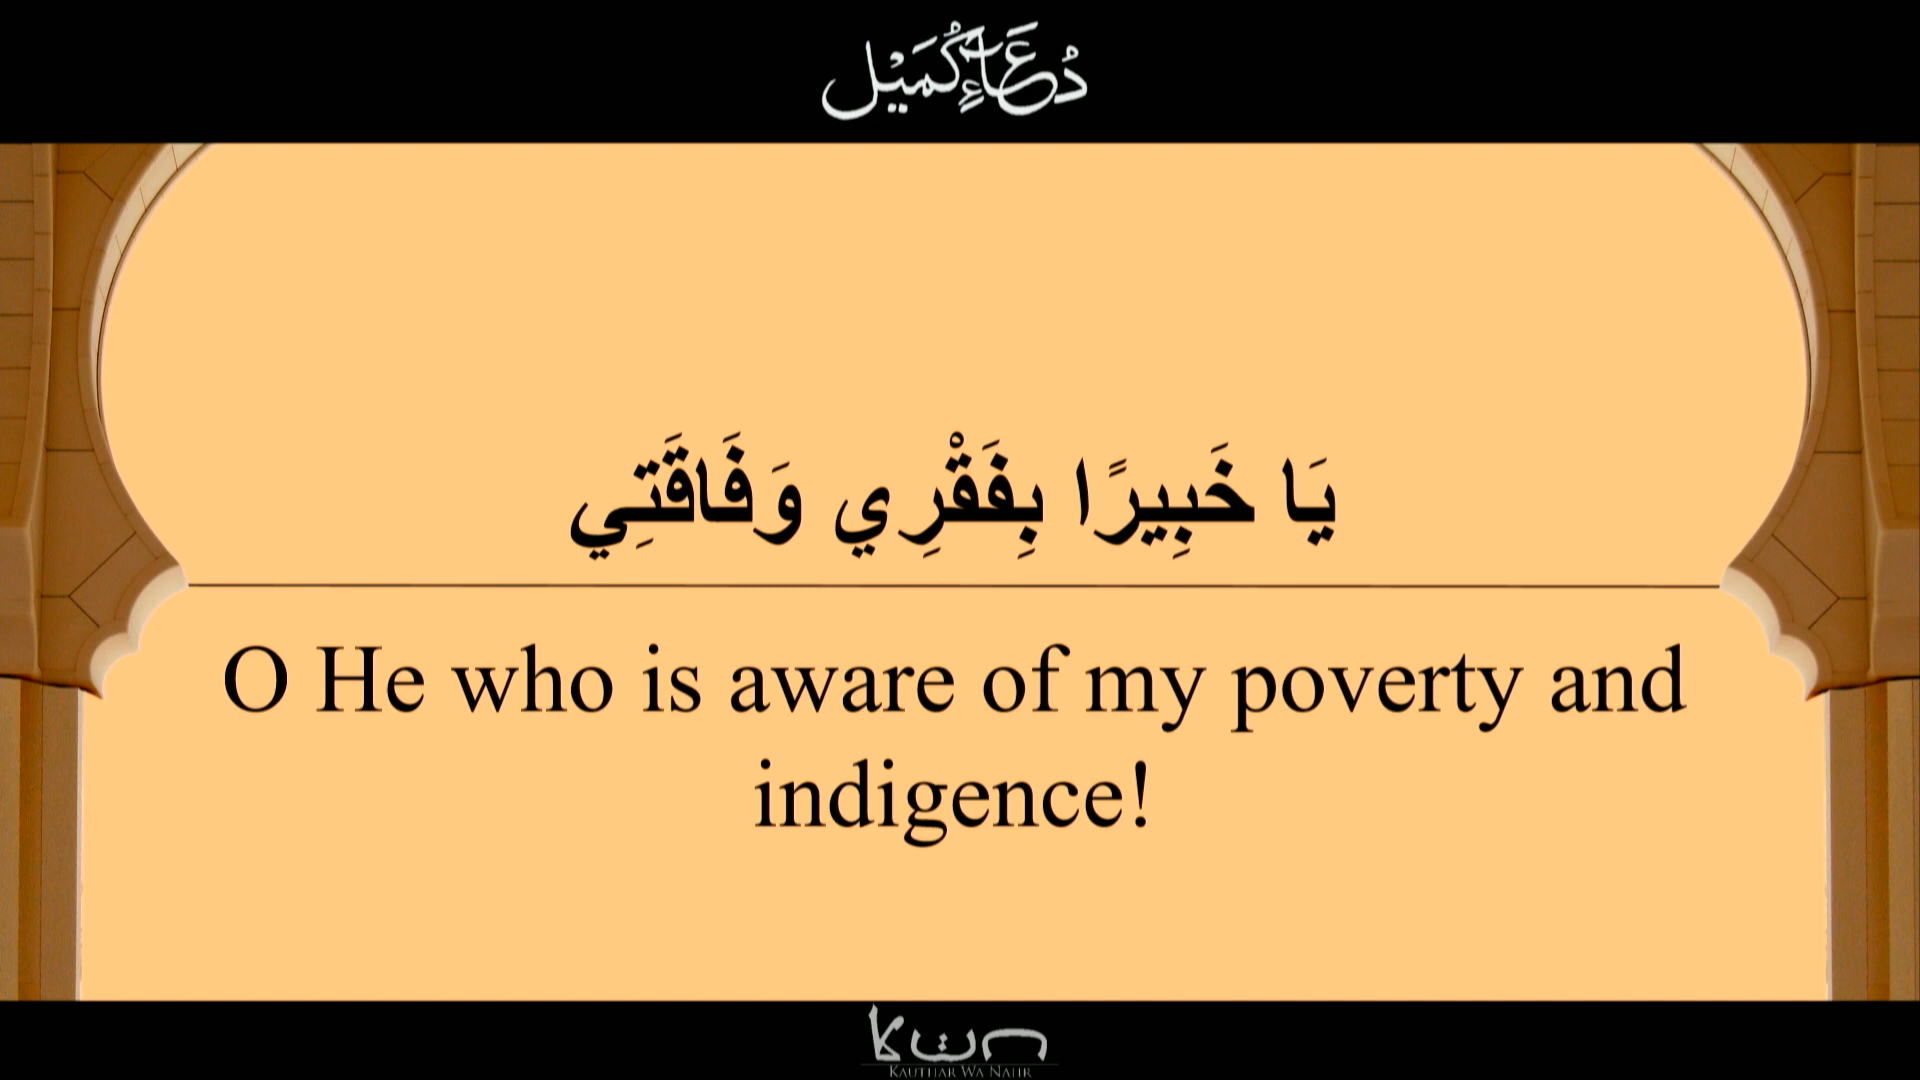 دُعَاءِ كُمَيْل
يَا خَبِيرًا بِفَقْرِي وَفَاقَتِي
O He who is aware of my poverty and
indigence!
kwn
KAUTHAR WA NAHR